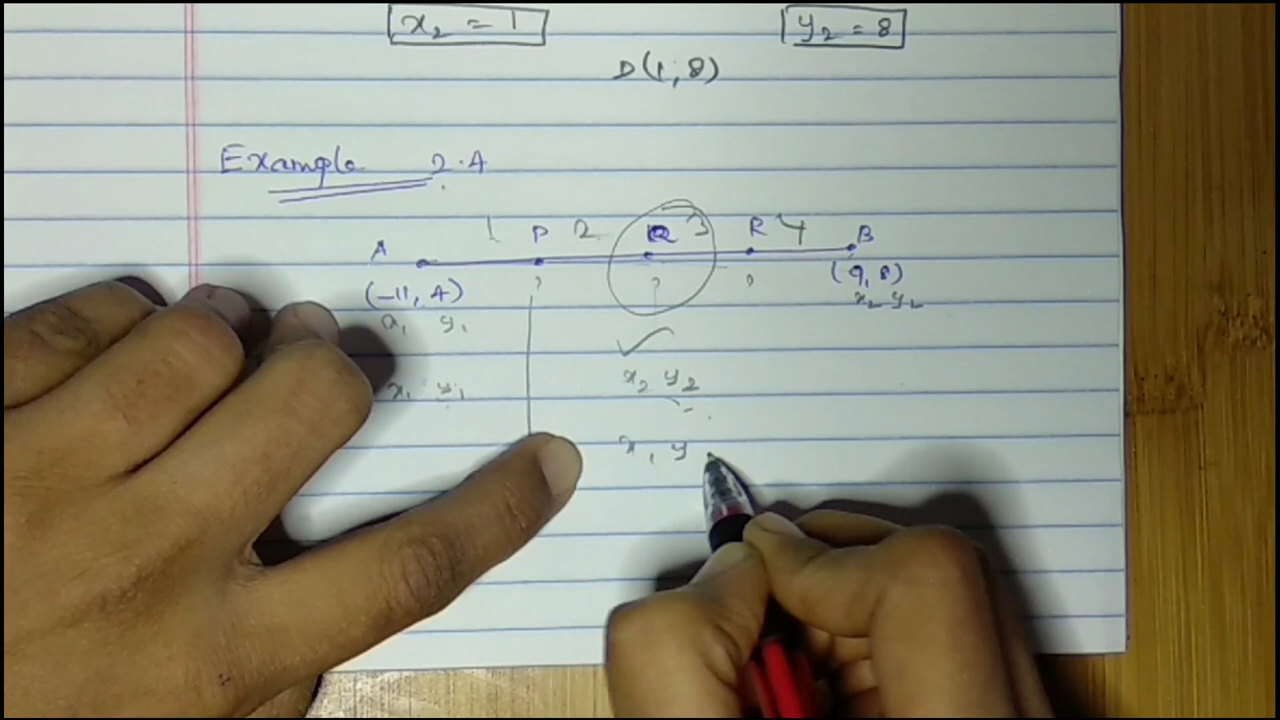 x₂ = 1 y₂ = 8
D(1, 8)
Example 2.4
A 1 P 2 Q 3 R 4 B
(-11, 4) ? ? ? (9, 8)
x₁ y₁ x₂ y₂
x₁ y₁ x₂ y₂
x, y